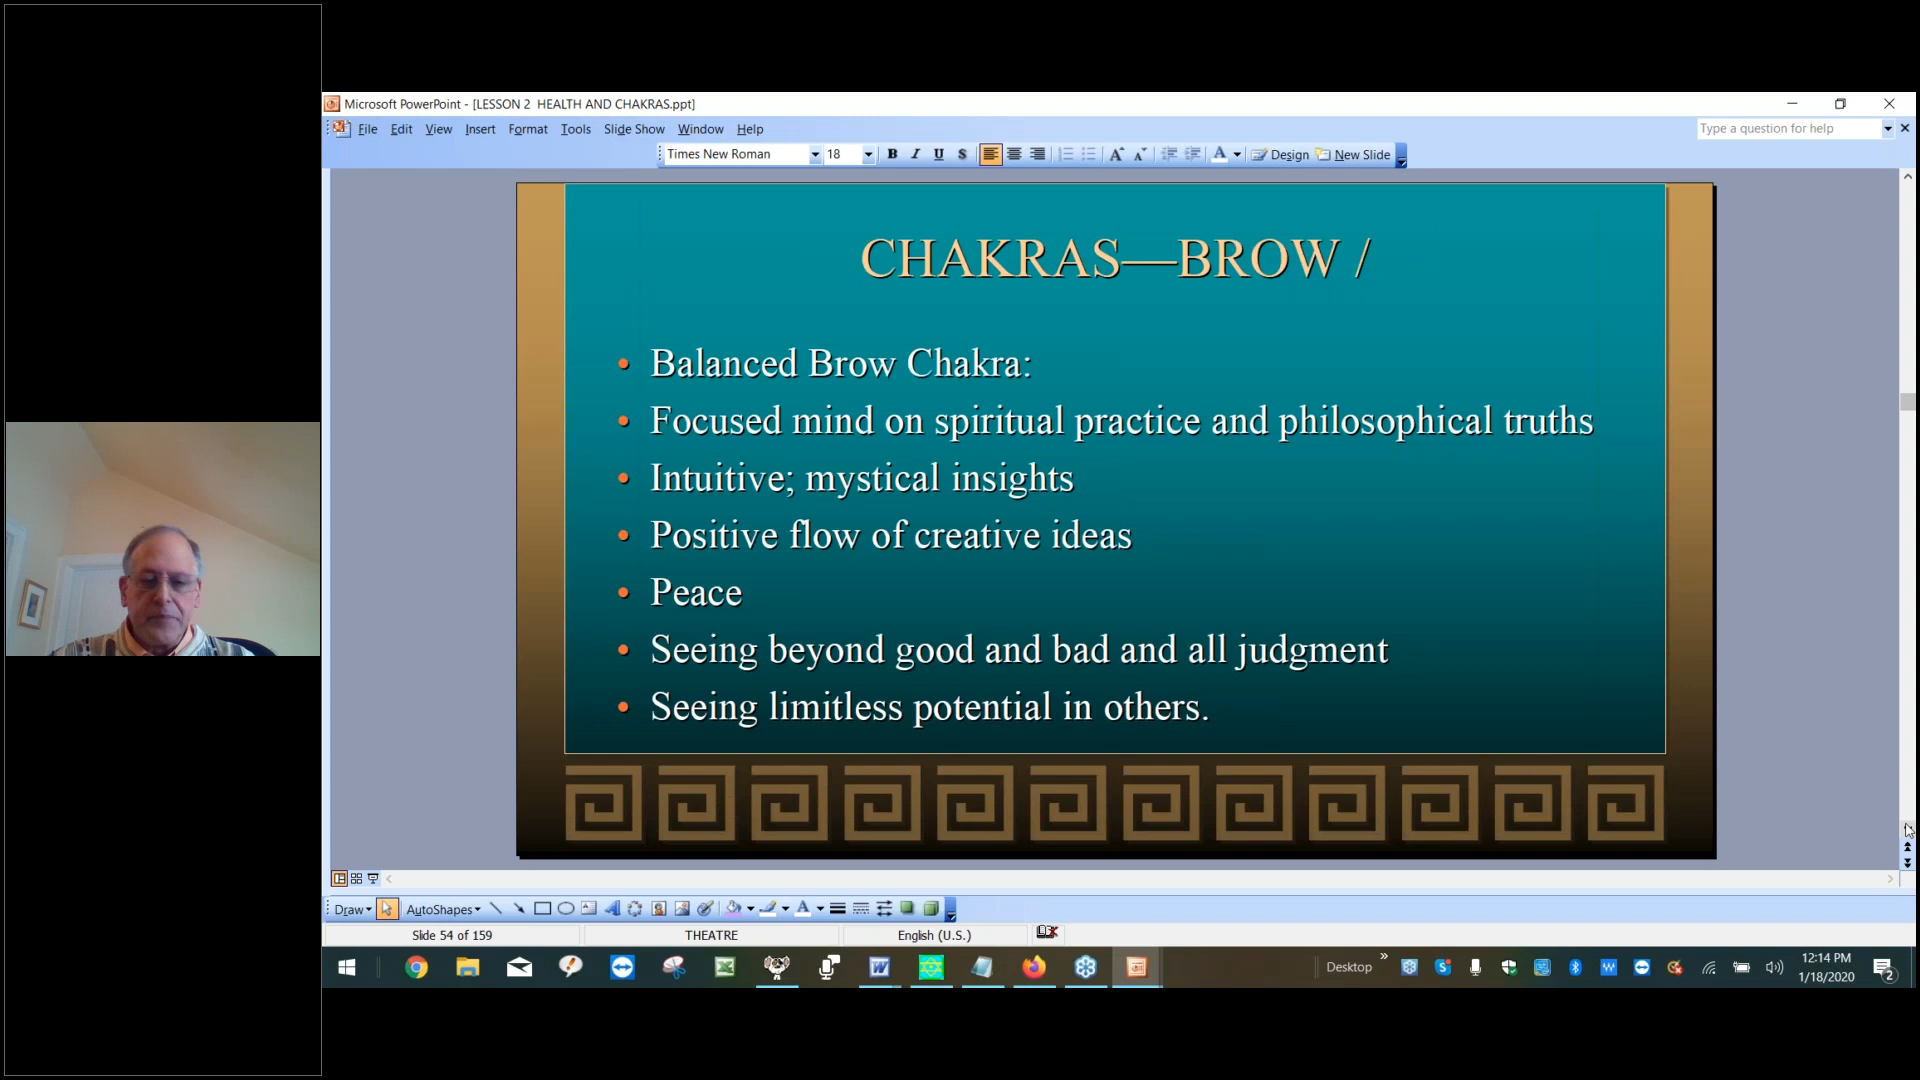 Microsoft PowerPoint - [LESSON 2  HEALTH AND CHAKRAS.ppt]
File Edit View Insert Format Tools Slide Show Window Help
Type a question for help
Times New Roman 18 B I U S A A A Design New Slide
CHAKRAS—BROW /
• Balanced Brow Chakra:
• Focused mind on spiritual practice and philosophical truths
• Intuitive; mystical insights
• Positive flow of creative ideas
• Peace
• Seeing beyond good and bad and all judgment
• Seeing limitless potential in others.
Draw AutoShapes A
Slide 54 of 159 THEATRE English (U.S.)
Desktop
12:14 PM
1/18/2020
2